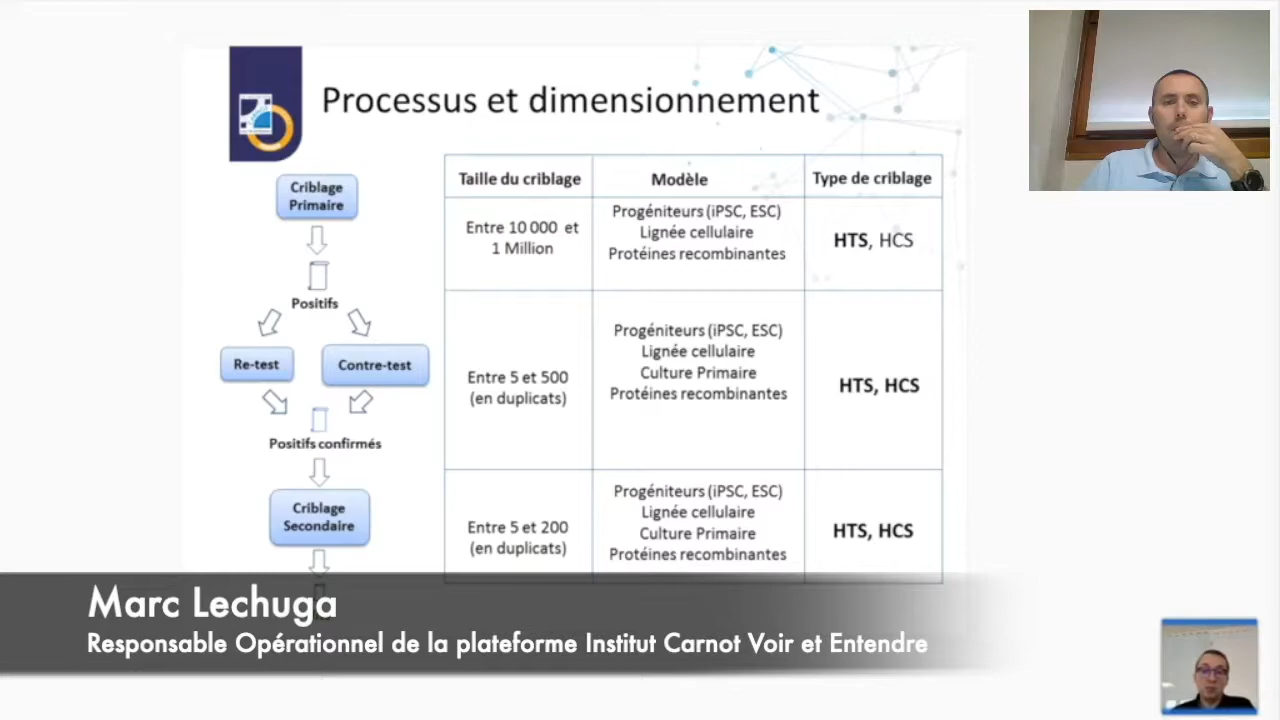 Processus et dimensionnement
Criblage
Primaire
Positifs
Re-test
Contre-test
Positifs confirmés
Criblage
Secondaire
Taille du criblage
Modèle
Type de criblage
Entre 10 000 et
1 Million
Progéniteurs (iPSC, ESC)
Lignée cellulaire
Protéines recombinantes
HTS, HCS
Entre 5 et 500
(en duplicats)
Progéniteurs (iPSC, ESC)
Lignée cellulaire
Culture Primaire
Protéines recombinantes
HTS, HCS
Entre 5 et 200
(en duplicats)
Progéniteurs (iPSC, ESC)
Lignée cellulaire
Culture Primaire
Protéines recombinantes
HTS, HCS
Marc Lechuga
Responsable Opérationnel de la plateforme Institut Carnot Voir et Entendre